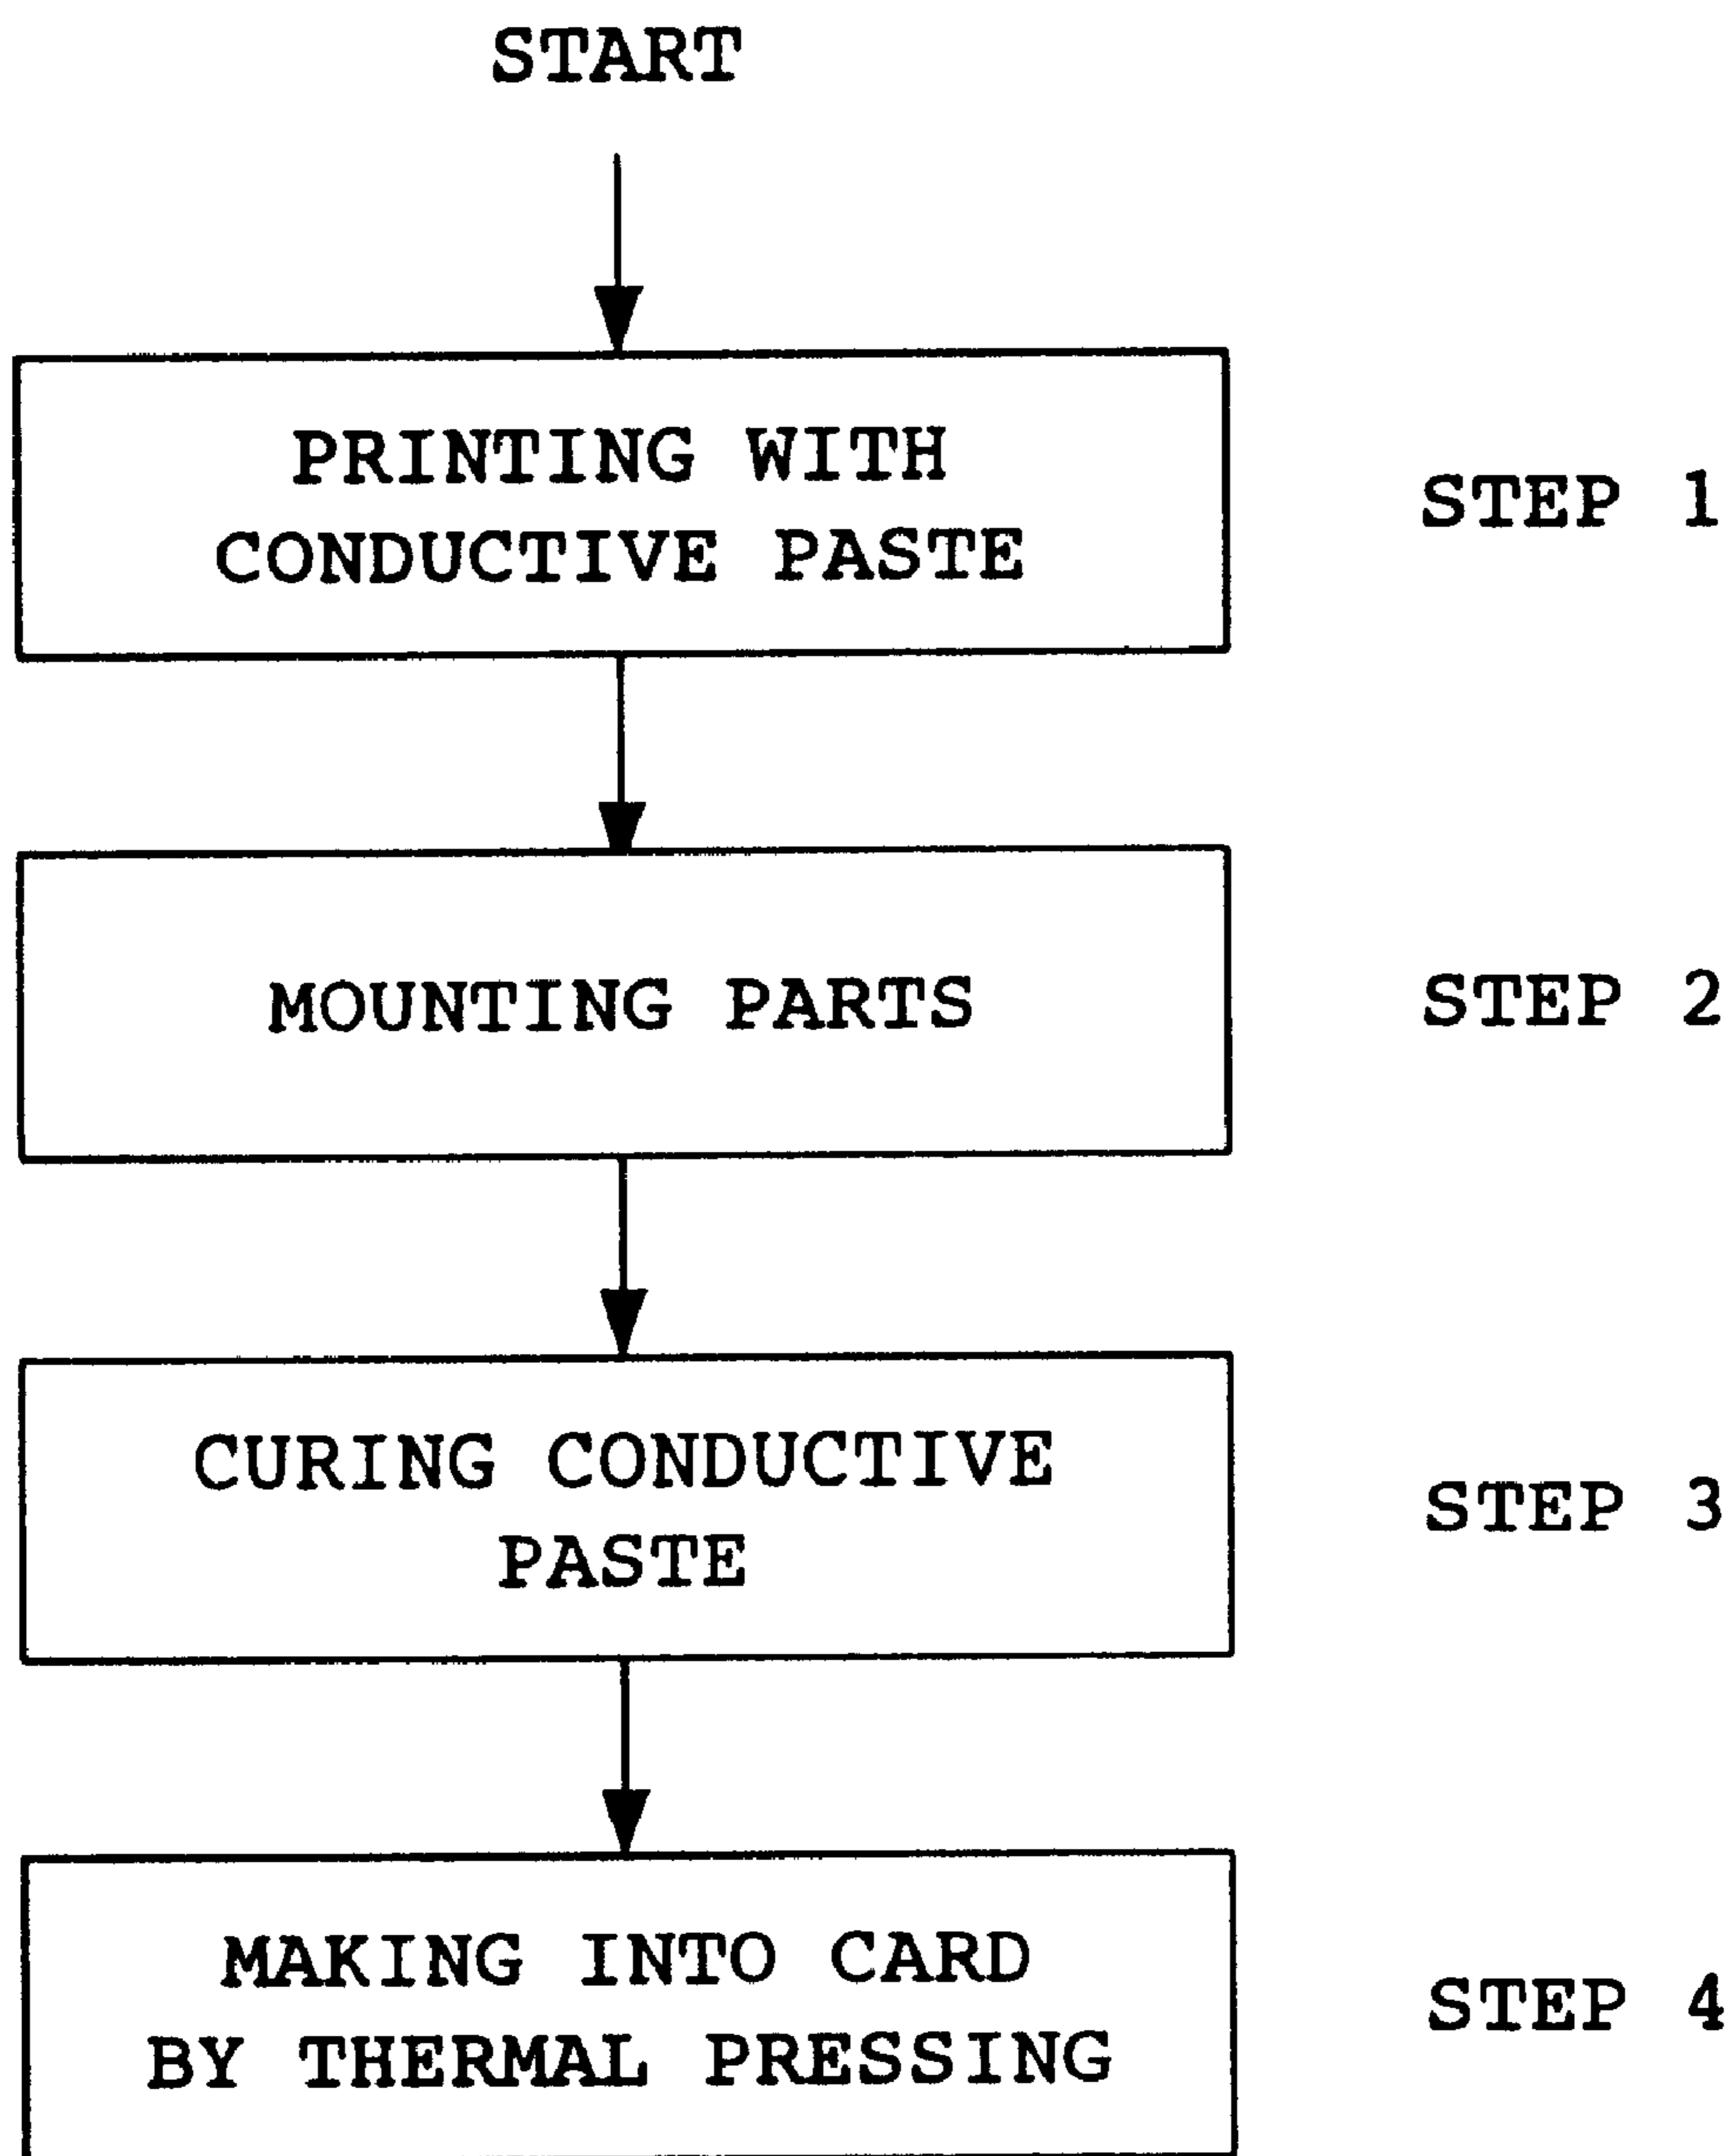 START
PRINTING WITH
CONDUCTIVE PASTE
STEP 1
MOUNTING PARTS
STEP 2
CURING CONDUCTIVE
PASTE
STEP 3
MAKING INTO CARD
BY THERMAL PRESSING
STEP 4